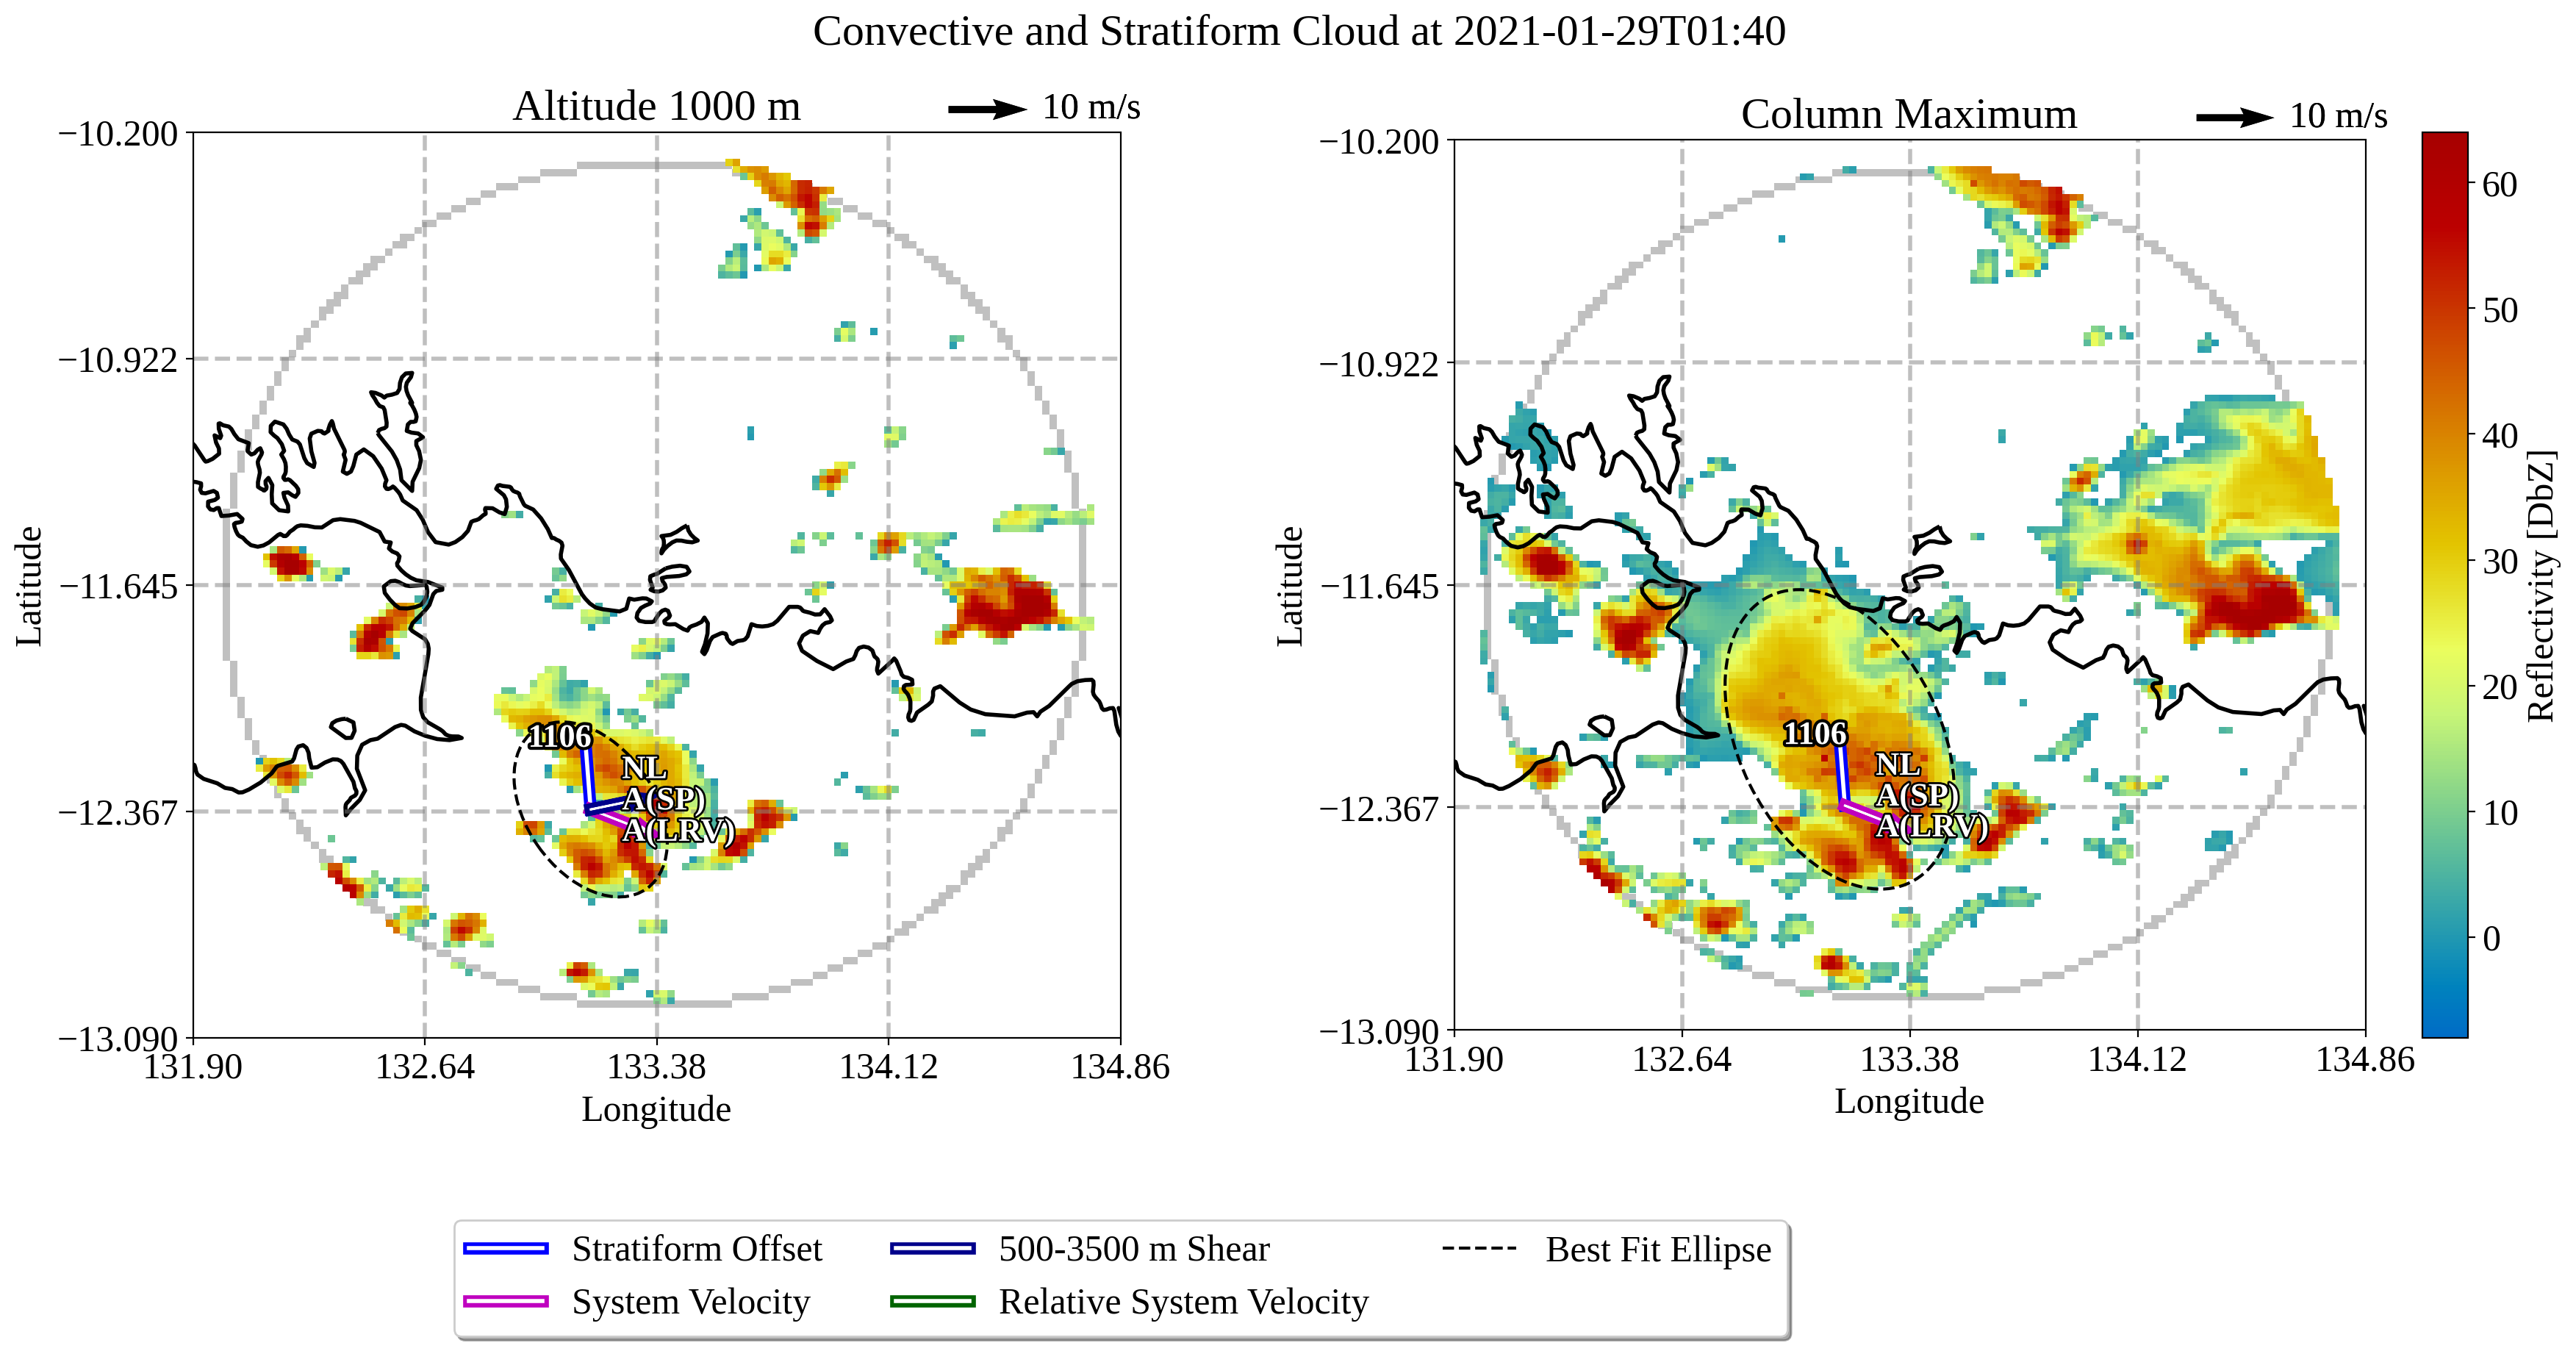 Convective and Stratiform Cloud at 2021-01-29T01:40
Altitude 1000 m
10 m/s
−10.200
−10.922
−11.645
−12.367
−13.090
Latitude
131.90
132.64
133.38
134.12
134.86
Longitude
1106
NL
A(SP)
A(LRV)
Column Maximum
10 m/s
−10.200
−10.922
−11.645
−12.367
−13.090
Latitude
131.90
132.64
133.38
134.12
134.86
Longitude
1106
NL
A(SP)
A(LRV)
60
50
40
30
20
10
0
Reflectivity [DbZ]
Stratiform Offset
System Velocity
500-3500 m Shear
Relative System Velocity
Best Fit Ellipse